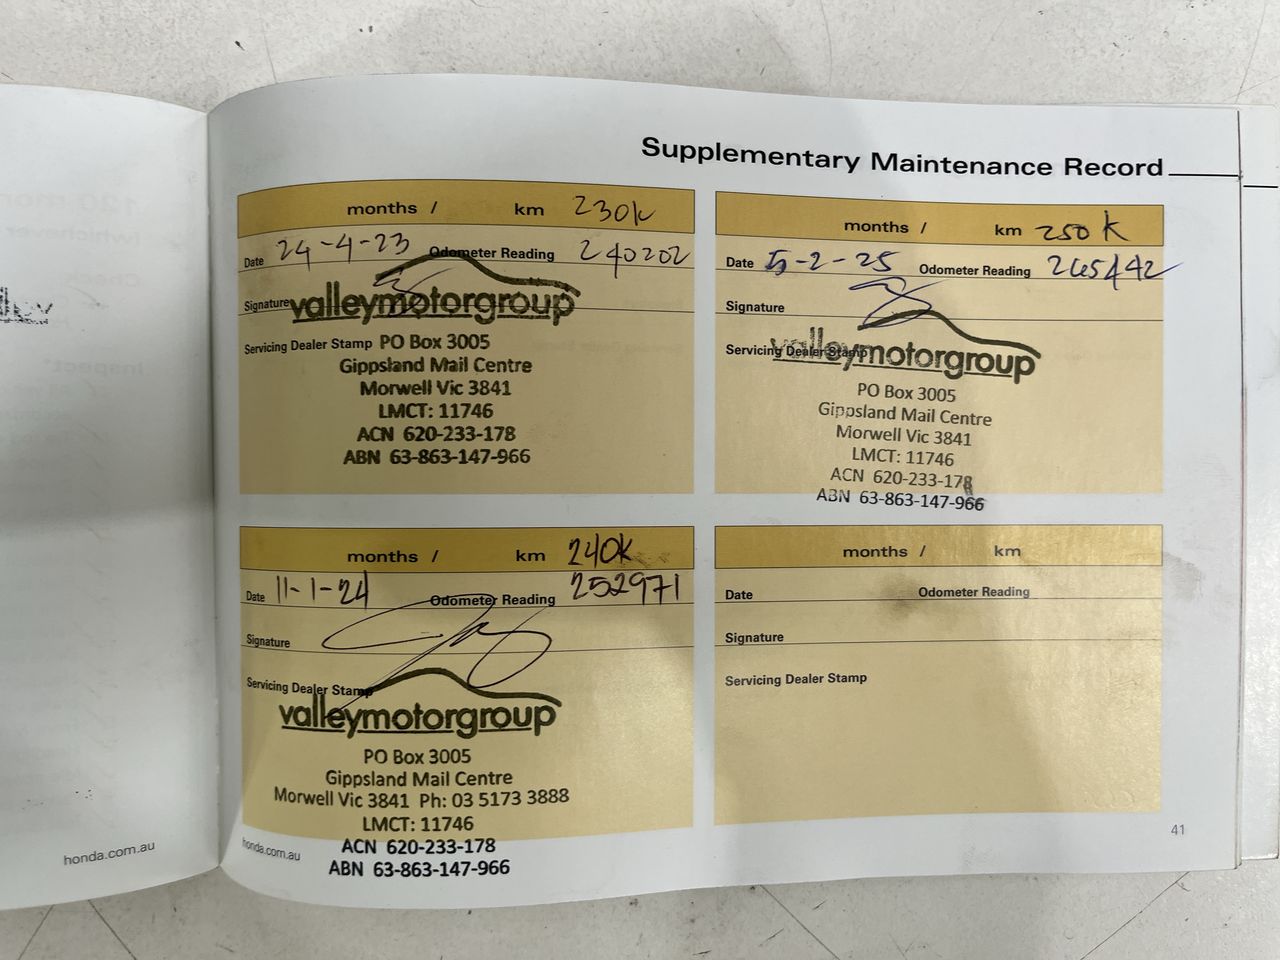 Supplementary Maintenance Record
months / km 230k
Date 24-4-23 Odometer Reading 240202
Signature
valleymotorgroup
Servicing Dealer Stamp PO Box 3005
Gippsland Mail Centre
Morwell Vic 3841
LMCT: 11746
ACN 620-233-178
ABN 63-863-147-966
months / km 250k
Date 5-2-25 Odometer Reading 265442
Signature
Servicing Dealer Stamp
valleymotorgroup
PO Box 3005
Gippsland Mail Centre
Morwell Vic 3841
LMCT: 11746
ACN 620-233-178
ABN 63-863-147-966
months / km 240k
Date 11-1-24 Odometer Reading 252971
Signature
Servicing Dealer Stamp
valleymotorgroup
PO Box 3005
Gippsland Mail Centre
Morwell Vic 3841 Ph: 03 5173 3888
LMCT: 11746
ACN 620-233-178
ABN 63-863-147-966
months / km
Date Odometer Reading
Signature
Servicing Dealer Stamp
41
honda.com.au
honda.com.au